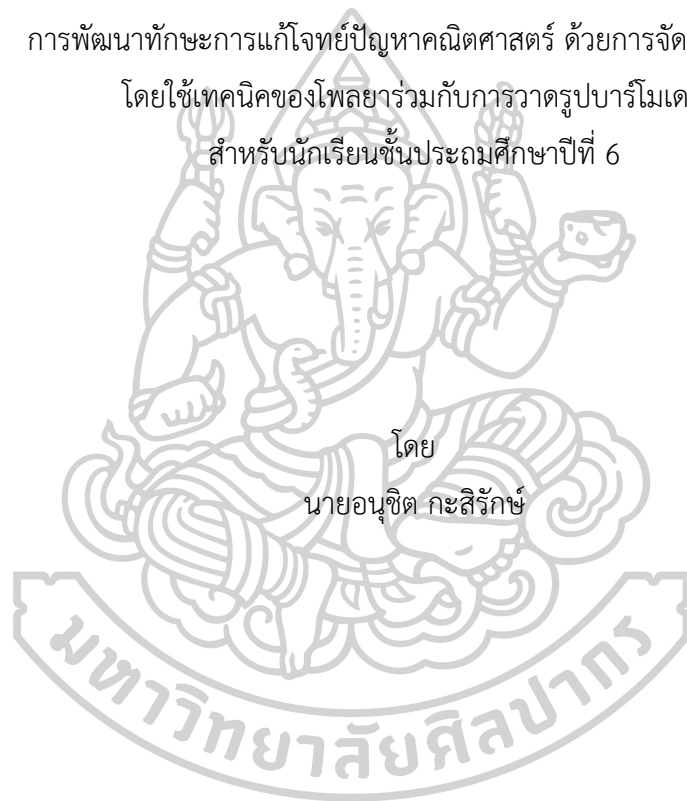 การพัฒนาทักษะการแก้โจทย์ปัญหาคณิตศาสตร์ ด้วยการจัด
โดยใช้เทคนิคของโพลยาร่วมกับการวาดรูปบาร์โมเด
สำหรับนักเรียนชั้นประถมศึกษาปีที่ 6
โดย
นายอนุชิต กะสิรักษ์
มหาวิทยาลัยศิลปากร